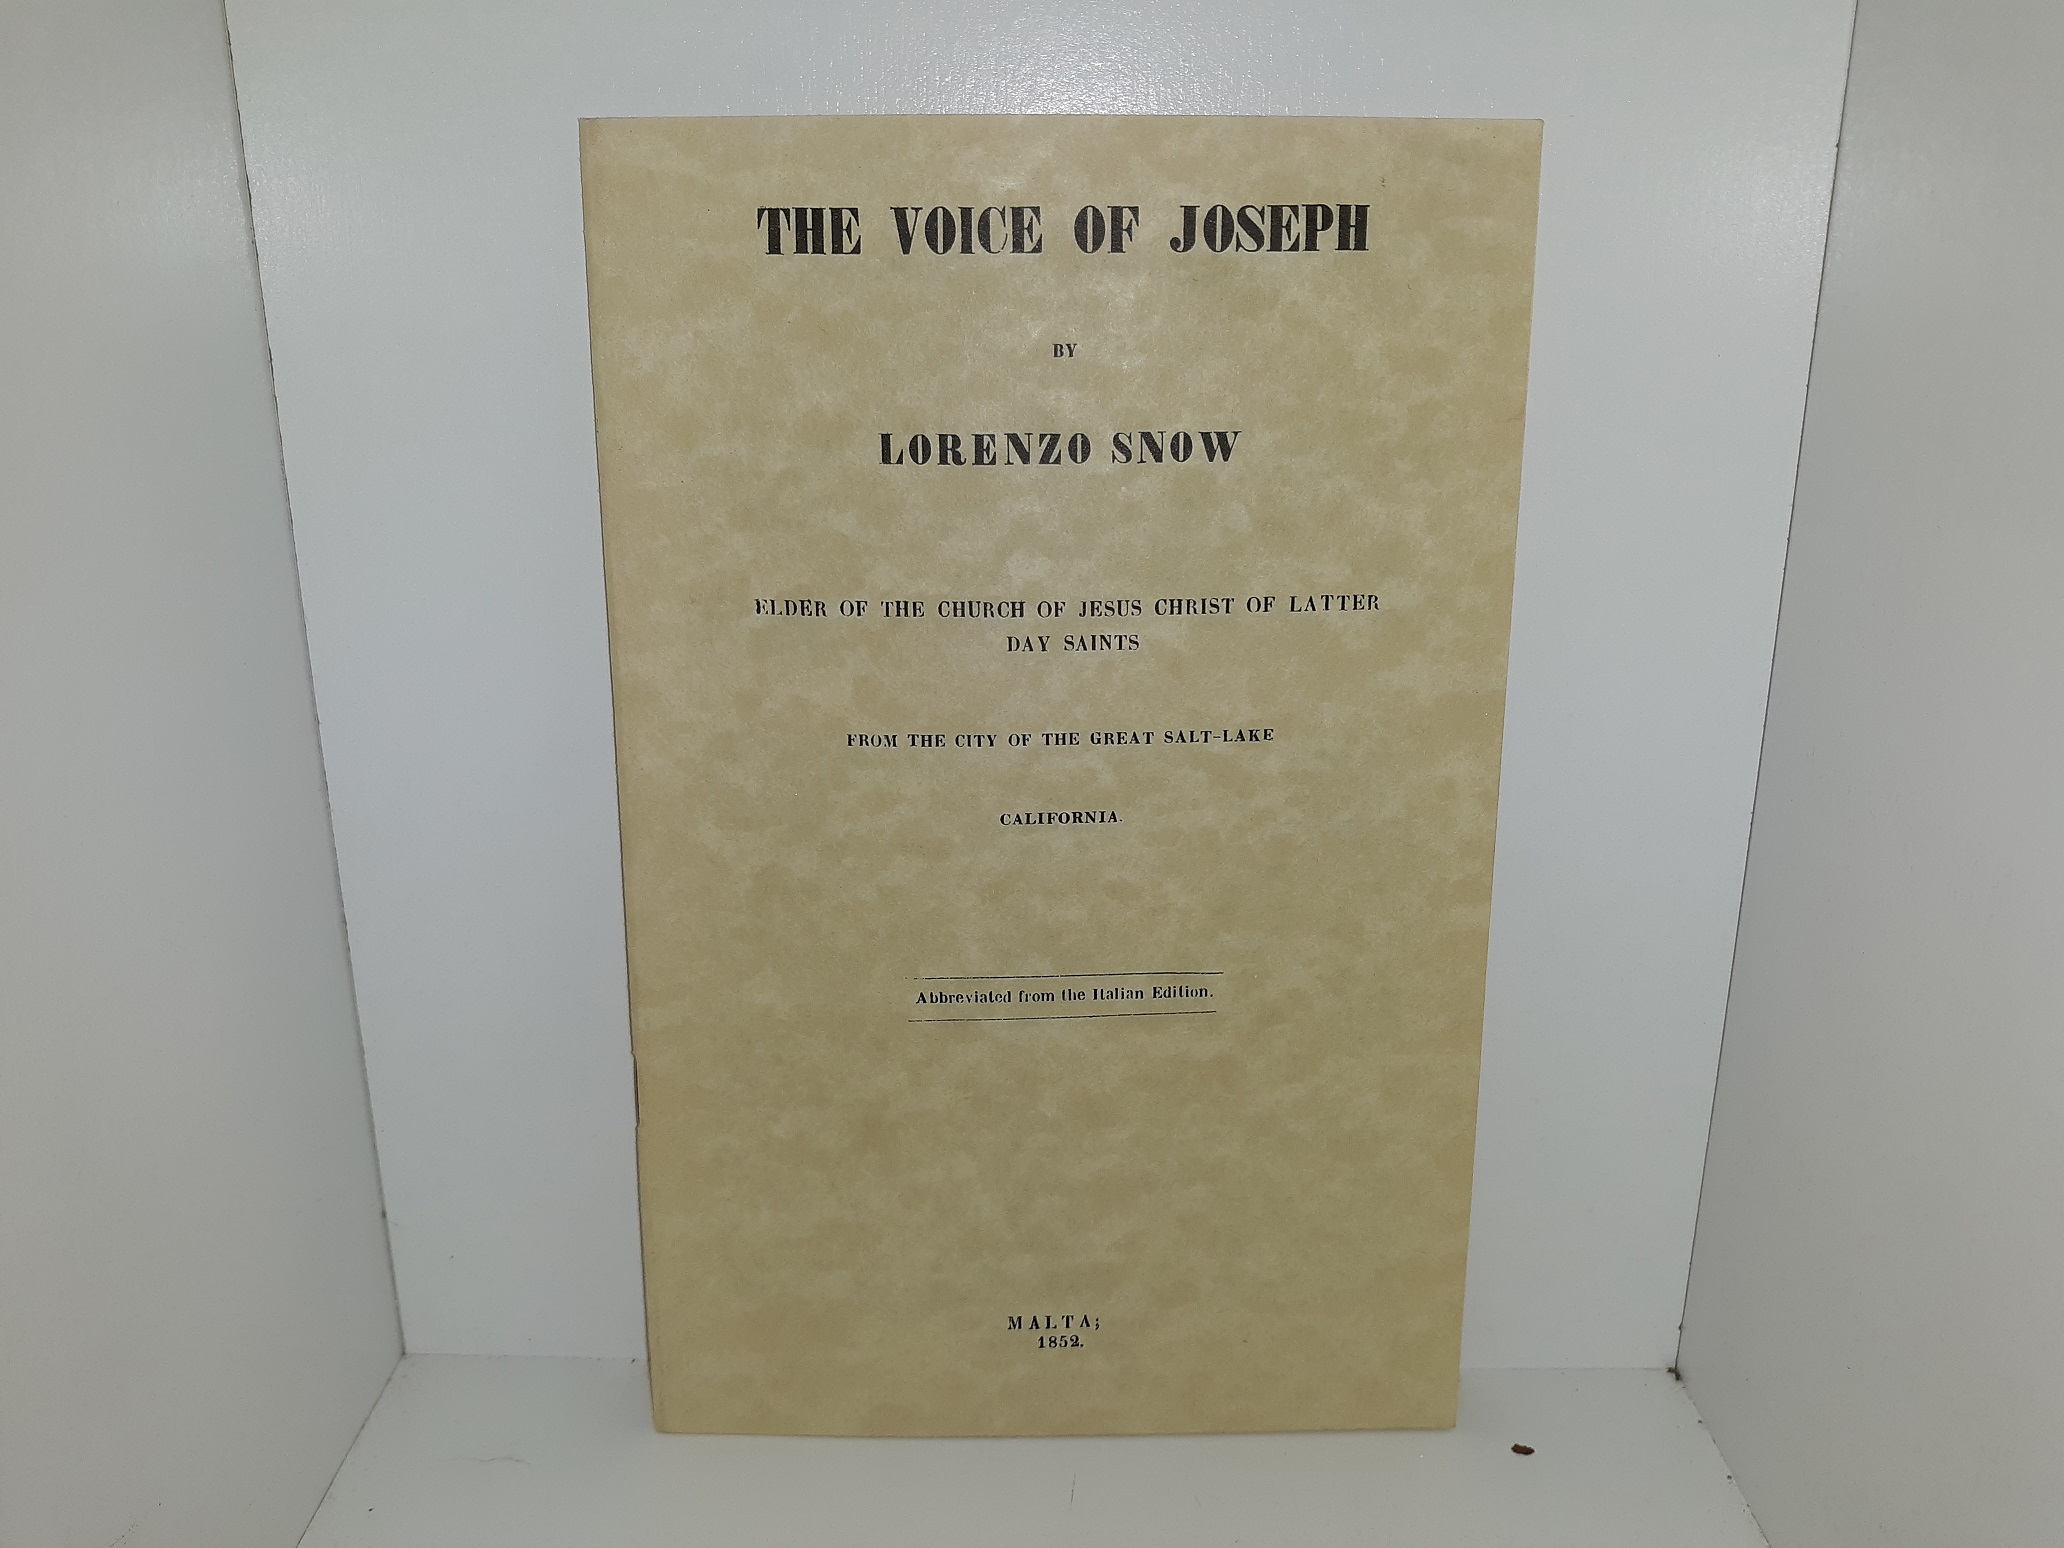 THE VOICE OF JOSEPH
BY
LORENZO SNOW
ELDER OF THE CHURCH OF JESUS CHRIST OF LATTER
DAY SAINTS
FROM THE CITY OF THE GREAT SALT-LAKE
CALIFORNIA.
Abbreviated from the Italian Edition.
MALTA;
1852.